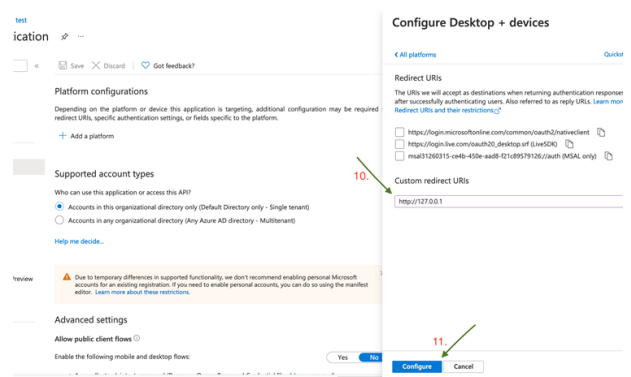 test
ication
Save Discard Got feedback?
Platform configurations
Depending on the platform or device this application is targeting, additional configuration may be required
redirect URIs, specific authentication settings, or fields specific to the platform.
Add a platform
Supported account types
Who can use this application or access this API?
Accounts in this organizational directory only (Default Directory only - Single tenant)
Accounts in any organizational directory (Any Azure AD directory - Multitenant)
Help me decide...
Preview
Due to temporary differences in supported functionality, we don't recommend enabling personal Microsoft
accounts for an existing registration. If you need to enable personal accounts, you can do so using the manifest
editor. Learn more about these restrictions.
Advanced settings
Allow public client flows
Enable the following mobile and desktop flows:
Yes No
Configure Desktop + devices
All platforms
Quickst
Redirect URIs
The URIs we will accept as destinations when returning authentication responses
after successfully authenticating users. Also referred to as reply URLs. Learn more
Redirect URIs and their restrictions
https://login.microsoftonline.com/common/oauth2/nativeclient
https://login.live.com/oauth20_desktop.srf (LiveSDK)
msal31260315-ce4b-450e-aad8-f21c89579126://auth (MSAL only)
10.
Custom redirect URIs
http://127.0.0.1
11.
Configure Cancel